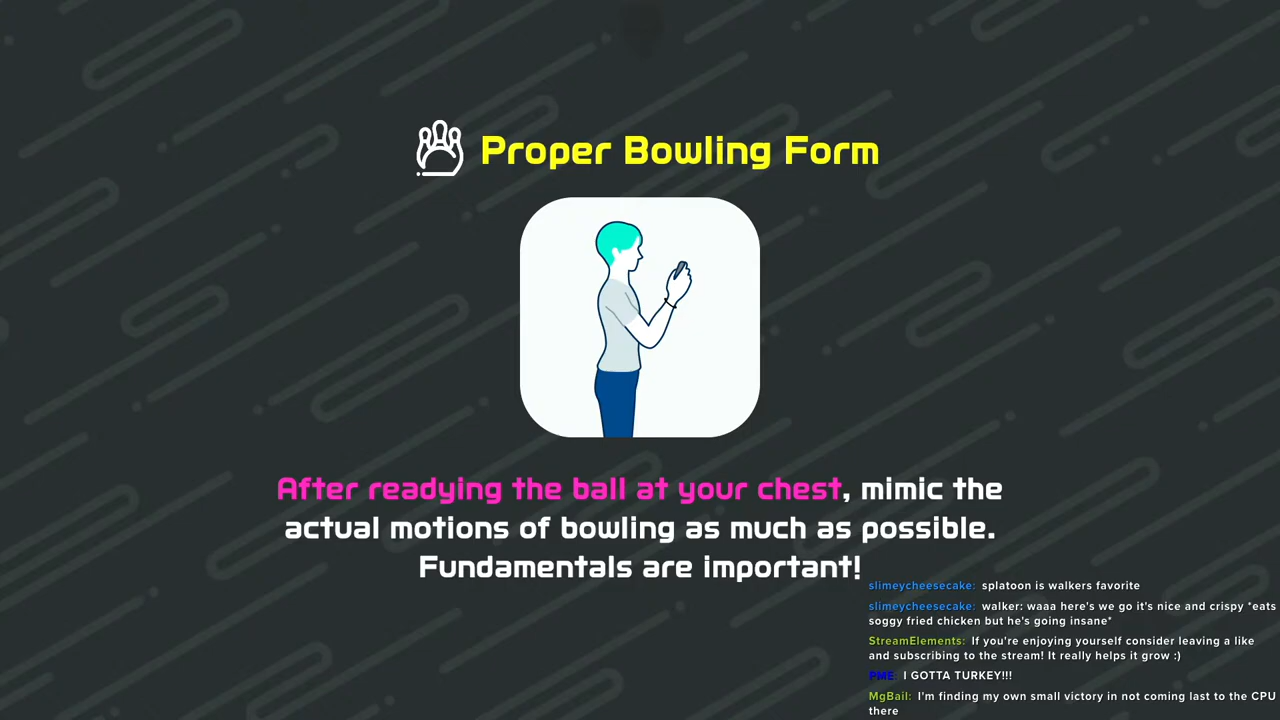 Proper Bowling Form
After readying the ball at your chest, mimic the
actual motions of bowling as much as possible.
Fundamentals are important!
slimeycheesecake: splatoon is walkers favorite
slimeycheesecake: walker: waaa here's we go it's nice and crispy *eats
soggy fried chicken but he's going insane*
StreamElements: If you're enjoying yourself consider leaving a like
and subscribing to the stream! It really helps it grow :)
PME: I GOTTA TURKEY!!!
MgBail: I'm finding my own small victory in not coming last to the CPU
there